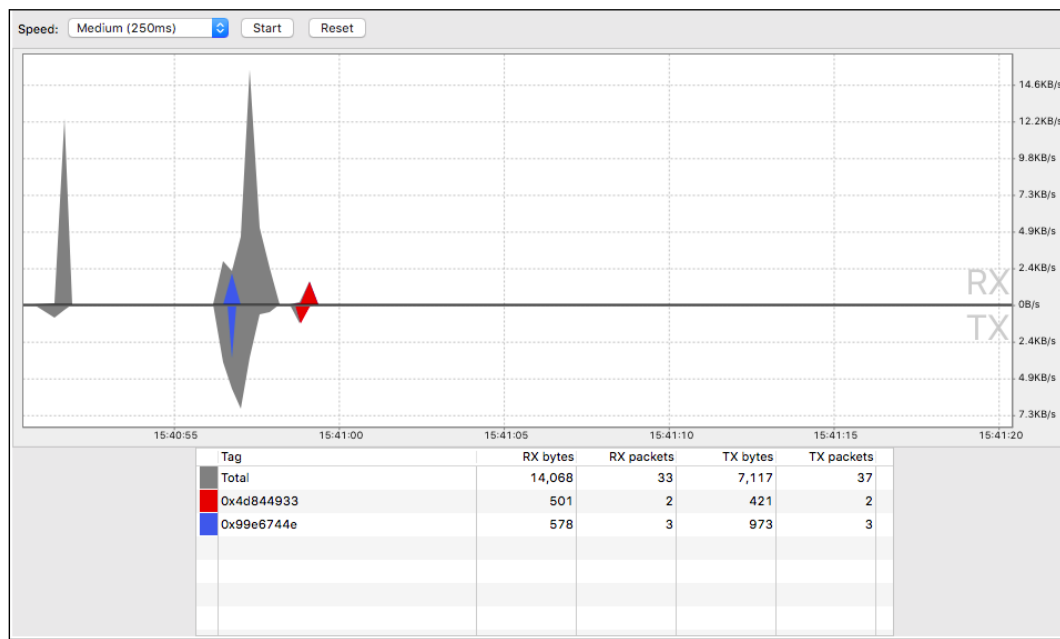 Speed: Medium (250ms) Start Reset
14.6KB/s
12.2KB/s
9.8KB/s
7.3KB/s
4.9KB/s
2.4KB/s
RX
0B/s
TX
2.4KB/s
4.9KB/s
7.3KB/s
15:40:55 15:41:00 15:41:05 15:41:10 15:41:15 15:41:20
Tag RX bytes RX packets TX bytes TX packets
Total 14,068 33 7,117 37
0x4d844933 501 2 421 2
0x99e6744e 578 3 973 3